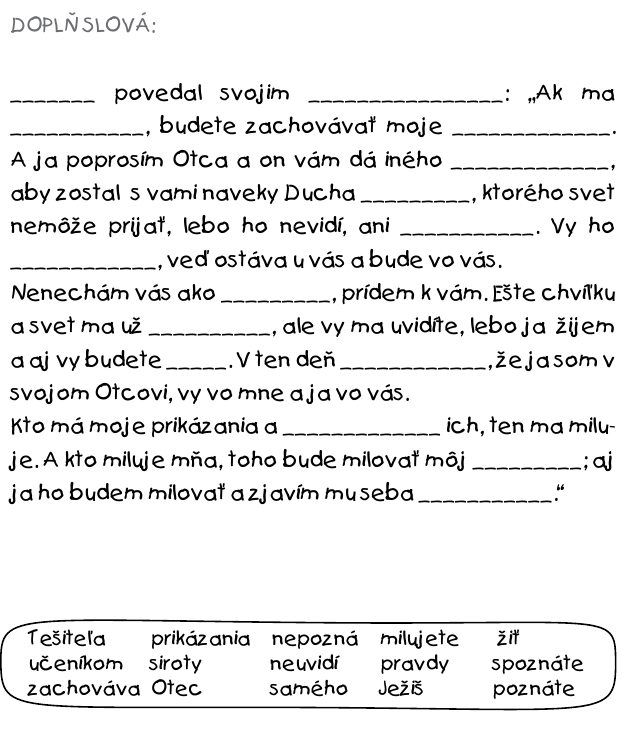 DOPLŇ SLOVÁ:
_______ povedal svojim ________________: „Ak ma
___________, budete zachovávať moje _____________.
A ja poprosím Otca a on vám dá iného _____________,
aby zostal s vami naveky Ducha _________, ktorého svet
nemôže prijať, lebo ho nevidí, ani ___________. Vy ho
____________, veď ostáva u vás a bude vo vás.
Nenechám vás ako _________, prídem k vám. Ešte chvíľku
a svet ma už __________, ale vy ma uvidíte, lebo ja žijem
a aj vy budete _____. V ten deň ____________, že ja som v
svojom Otcovi, vy vo mne a ja vo vás.
Kto má moje prikázania a _____________ ich, ten ma milu-
je. A kto miluje mňa, toho bude milovať môj _________; aj
ja ho budem milovať a zjavím mu seba ___________.“
Tešiteľa prikázania nepozná milujete žiť
učeníkom siroty neuvidí pravdy spoznáte
zachováva Otec samého Ježiš poznáte